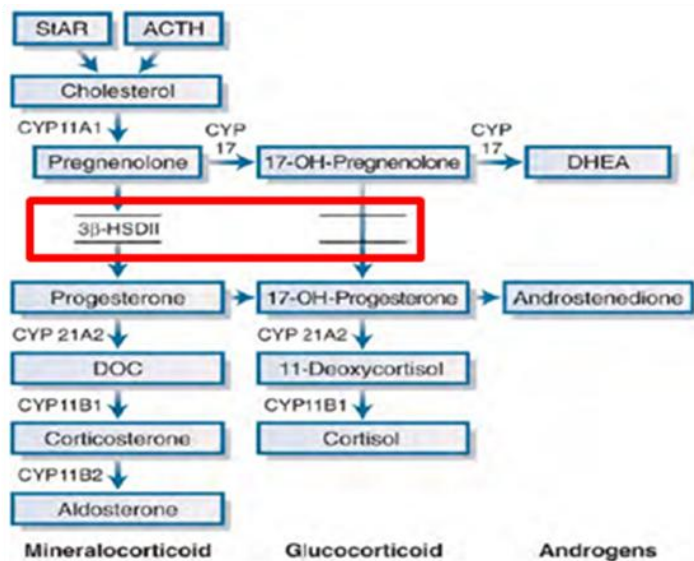 StAR ACTH
Cholesterol
CYP11A1
CYP
17
CYP
17
Pregnenolone 17-OH-Pregnenolone DHEA
3β-HSDII
Progesterone 17-OH-Progesterone Androstenedione
CYP 21A2 CYP 21A2
DOC 11-Deoxycortisol
CYP11B1 CYP11B1
Corticosterone Cortisol
CYP11B2
Aldosterone
Mineralocorticoid Glucocorticoid Androgens